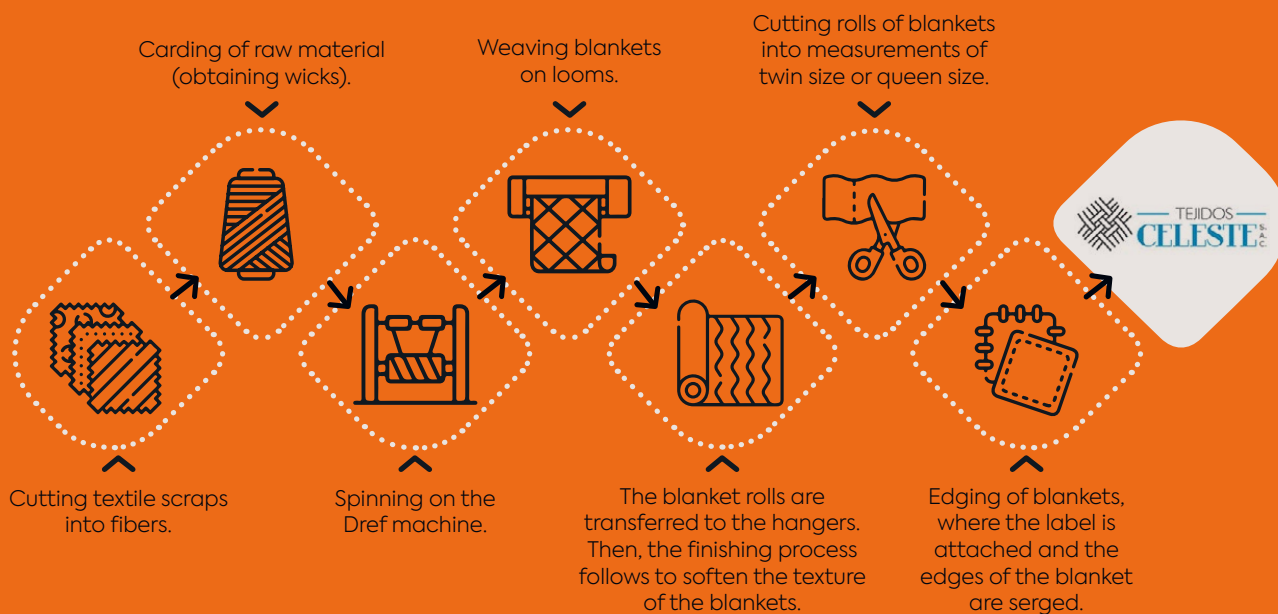 Cutting textile scraps
into fibers.
Carding of raw material
(obtaining wicks).
Spinning on the
Dref machine.
Weaving blankets
on looms.
The blanket rolls are
transferred to the hangers.
Then, the finishing process
follows to soften the texture
of the blankets.
Cutting rolls of blankets
into measurements of
twin size or queen size.
Edging of blankets,
where the label is
attached and the
edges of the blanket
are serged.
TEJIDOS
CELESTE S.A.C.